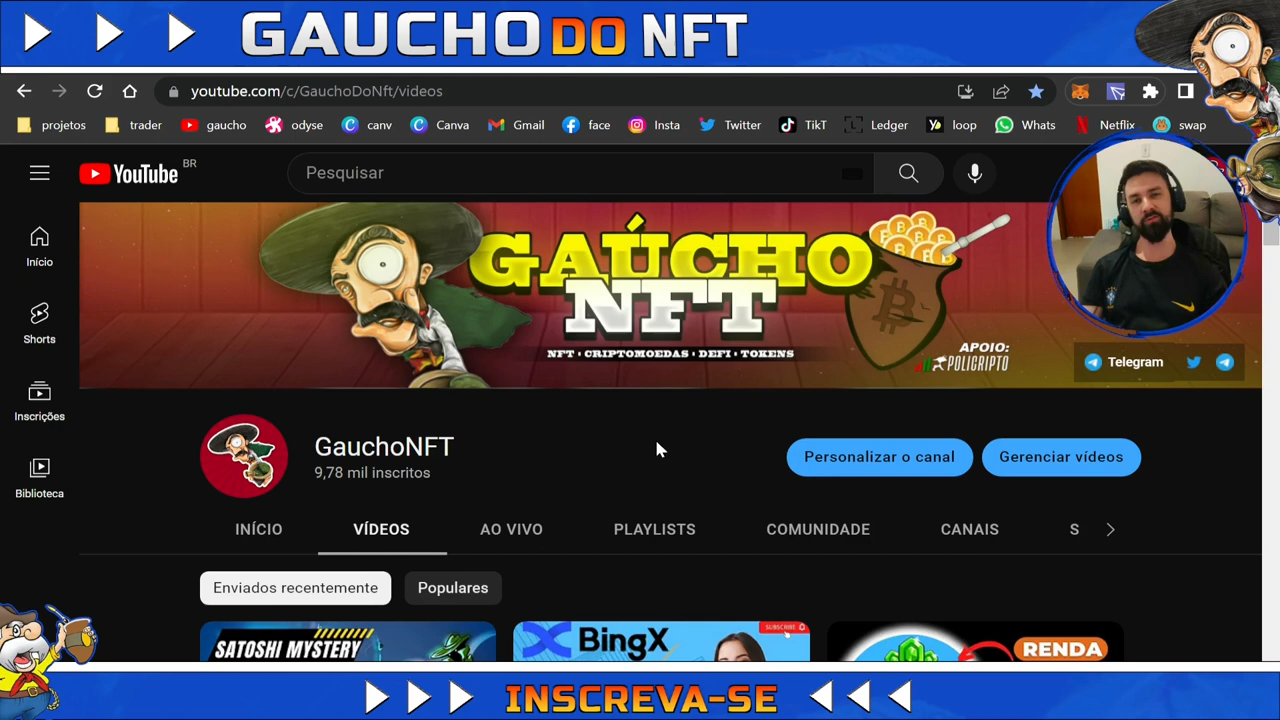 GAUCHO DO NFT
youtube.com/c/GauchoDoNft/videos
projetos trader gaucho odyse canv Canva Gmail face Insta Twitter TikT Ledger loop Whats Netflix swap
YouTube BR
Pesquisar
Início
Shorts
Inscrições
Biblioteca
GAÚCHO
NFT
NFT • CRIPTOMOEDAS • DEFI • TOKENS
APOIO:
POLIGRIPTO
Telegram
GauchoNFT
9,78 mil inscritos
Personalizar o canal
Gerenciar vídeos
INÍCIO VÍDEOS AO VIVO PLAYLISTS COMUNIDADE CANAIS S
Enviados recentemente Populares
SATOSHI MYSTERY
BingX
SUBSCRIBE
RENDA
INSCREVA-SE